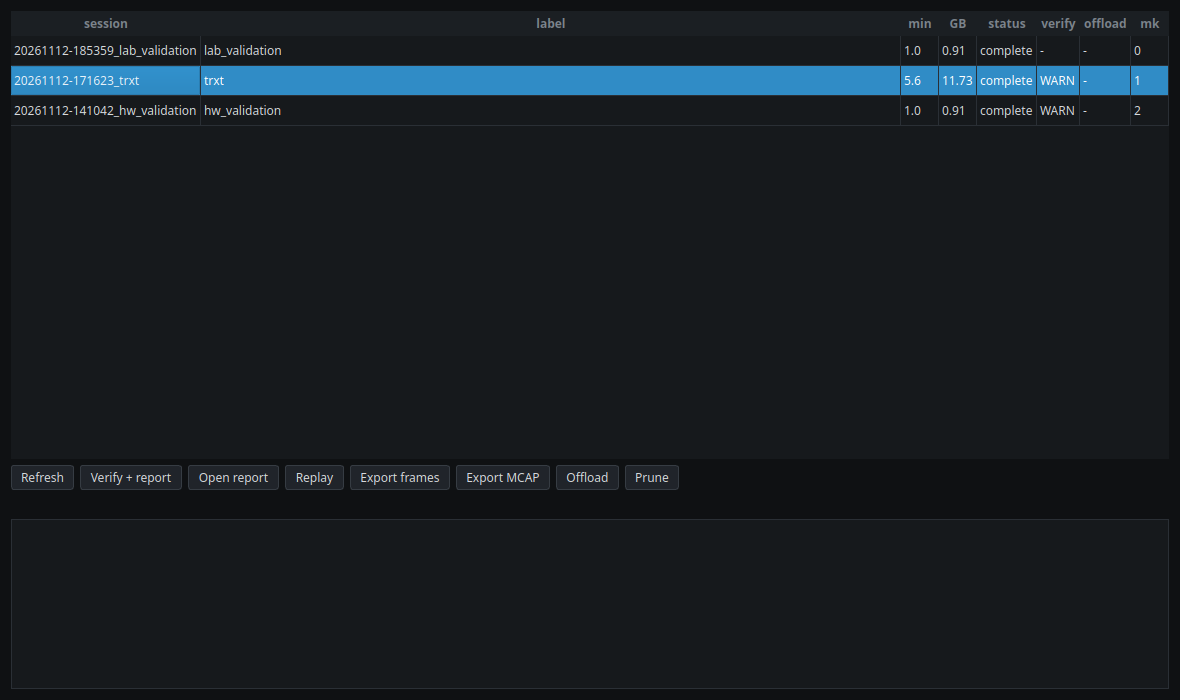 session label min GB status verify offload mk
20261112-185359_lab_validation lab_validation 1.0 0.91 complete - - 0
20261112-171623_trxt trxt 5.6 11.73 complete WARN - 1
20261112-141042_hw_validation hw_validation 1.0 0.91 complete WARN - 2
Refresh Verify + report Open report Replay Export frames Export MCAP Offload Prune